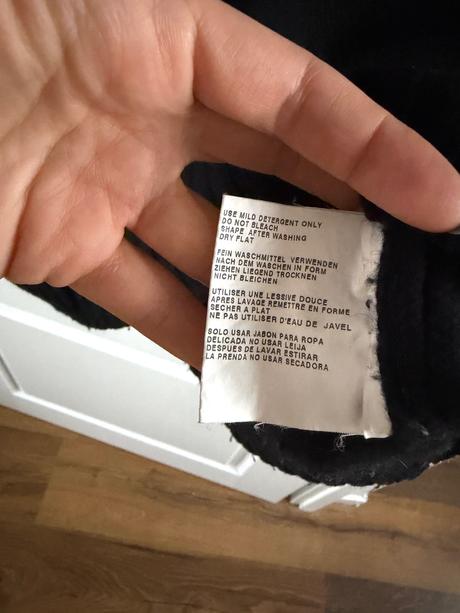 USE MILD DETERGENT ONLY
DO NOT BLEACH
SHAPE AFTER WASHING
DRY FLAT
FEIN WASCHMITTEL VERWENDEN
NACH DEM WASCHEN IN FORM
ZIEHEN LIEGEND TROCKNEN
NICHT BLEICHEN
UTILISER UNE LESSIVE DOUCE
APRES LAVAGE REMETTRE EN FORME
SECHER A PLAT
NE PAS UTILISER D'EAU DE JAVEL
SOLO USAR JABON PARA ROPA
DELICADA NO USAR LEIJA
DESPUES DE LAVAR ESTIRAR
LA PRENDA NO USAR SECADORA